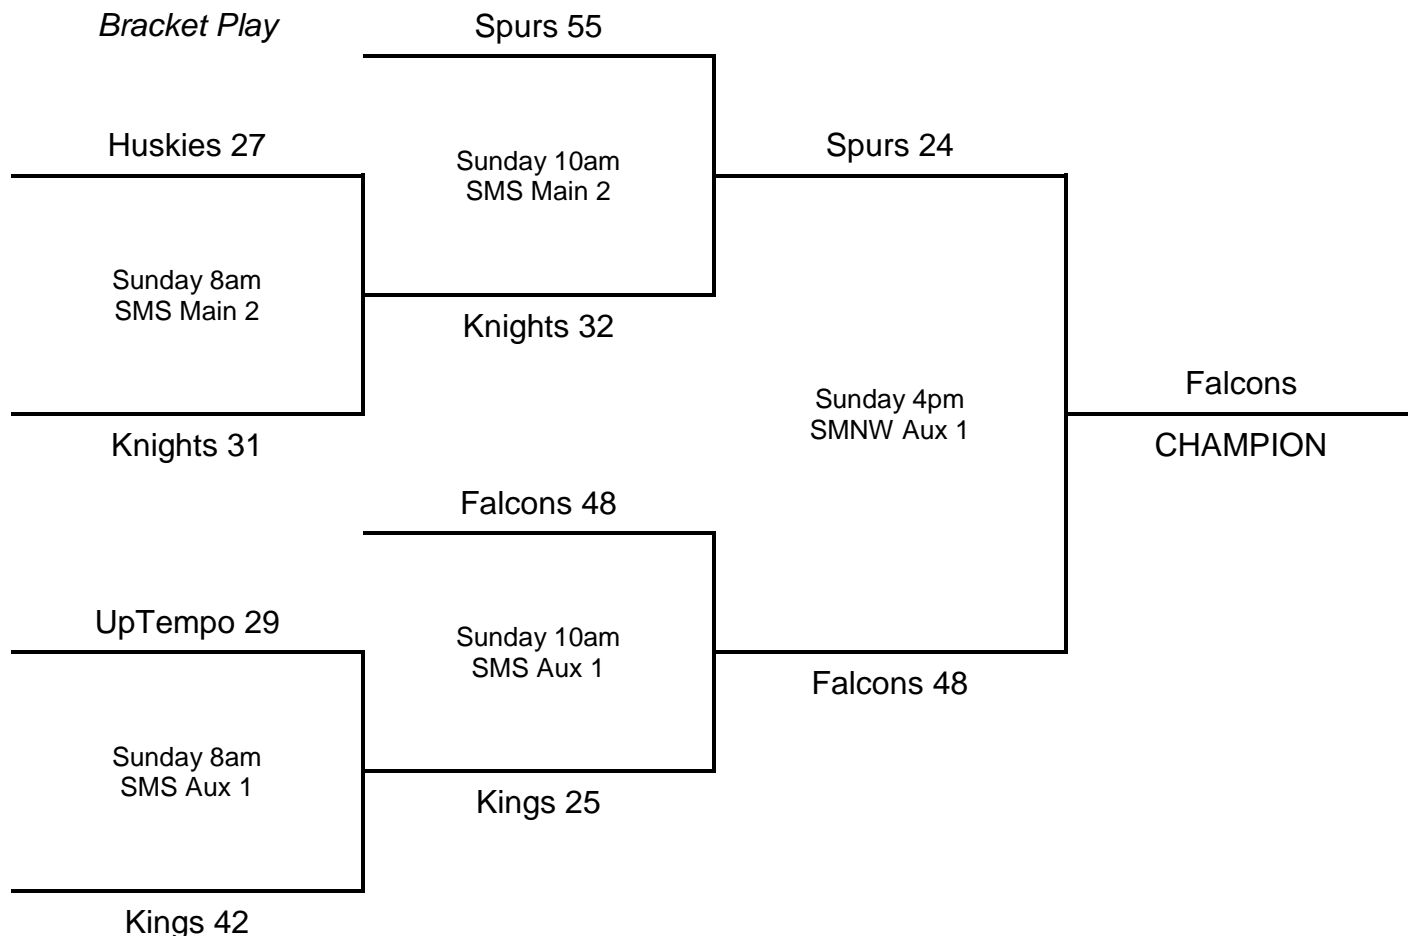 Bracket Play
Spurs 55
Huskies 27
Sunday 10am
SMS Main 2
Spurs 24
Sunday 8am
SMS Main 2
Knights 32
Knights 31
Sunday 4pm
SMNW Aux 1
Falcons
CHAMPION
Falcons 48
UpTempo 29
Sunday 10am
SMS Aux 1
Falcons 48
Sunday 8am
SMS Aux 1
Kings 25
Kings 42